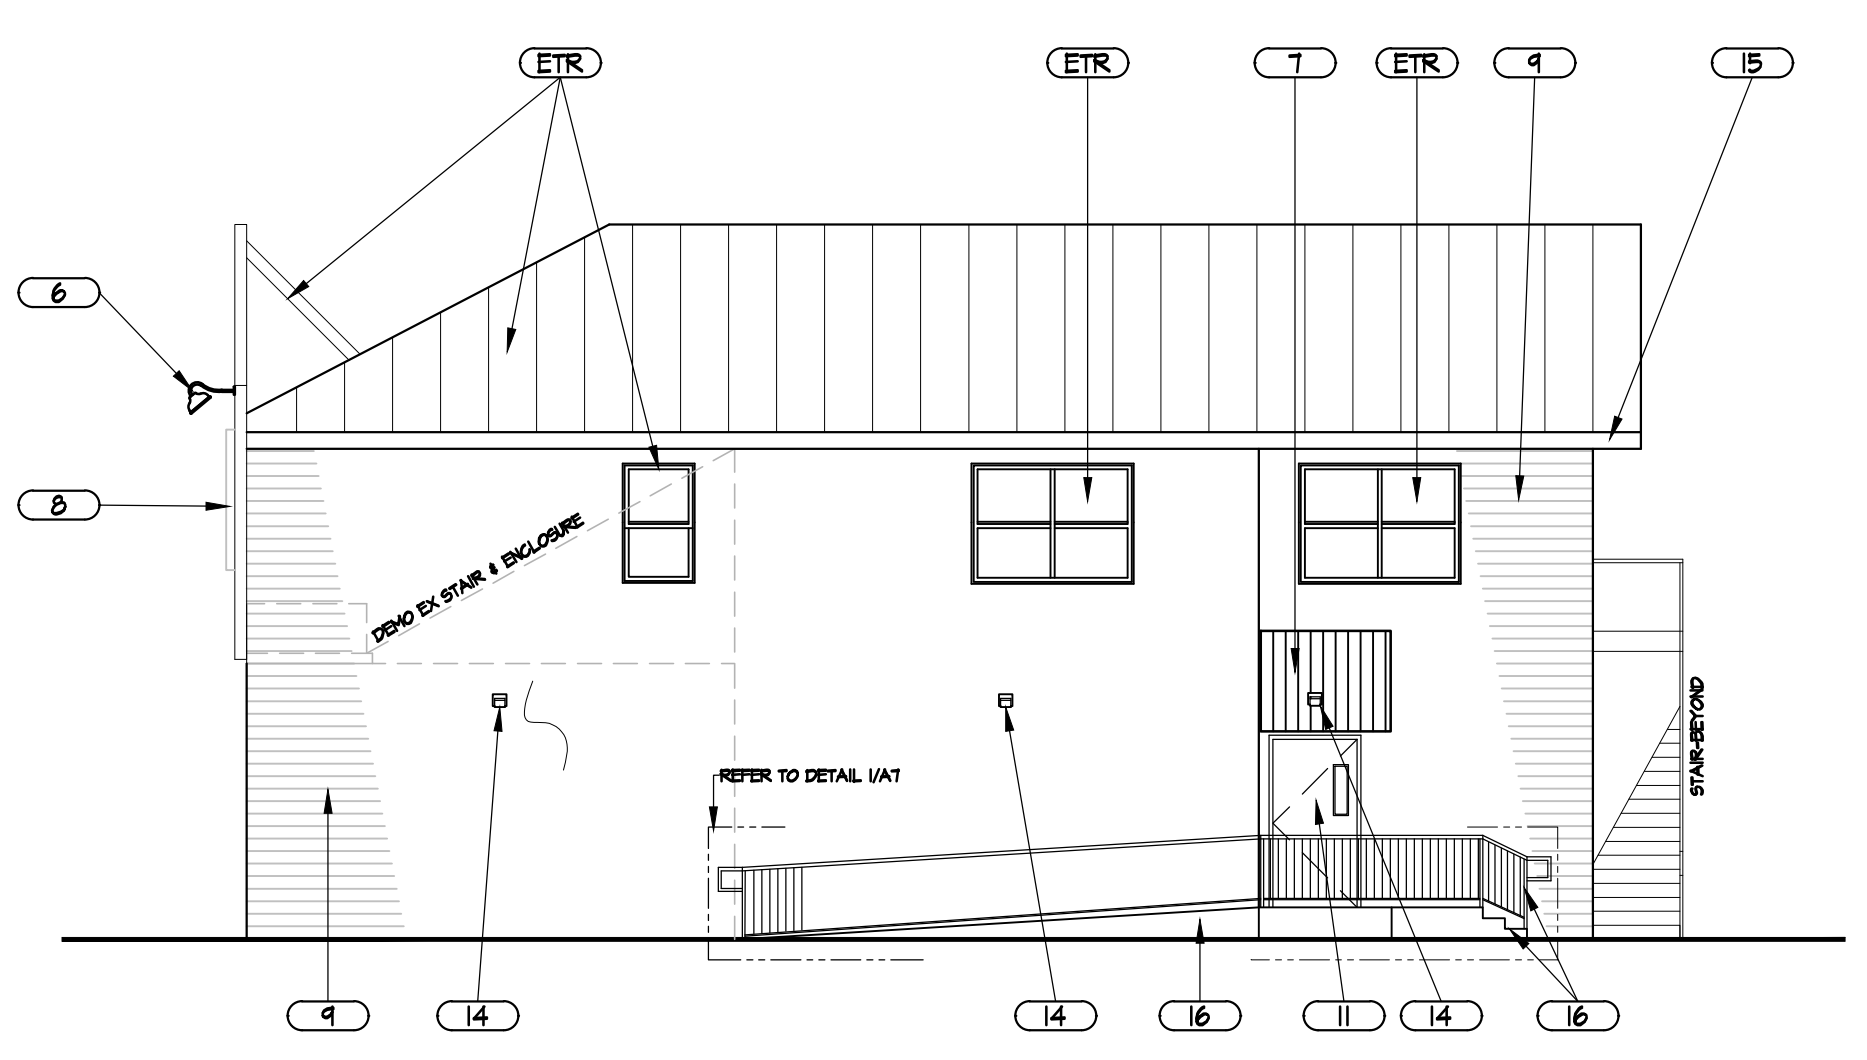 ETR
ETR
7
ETR
9
15
6
8
DEMO EX STAIR & ENCLOSURE
STAIR-BEYOND
REFER TO DETAIL 1/A7
9
14
14
16
11
14
16